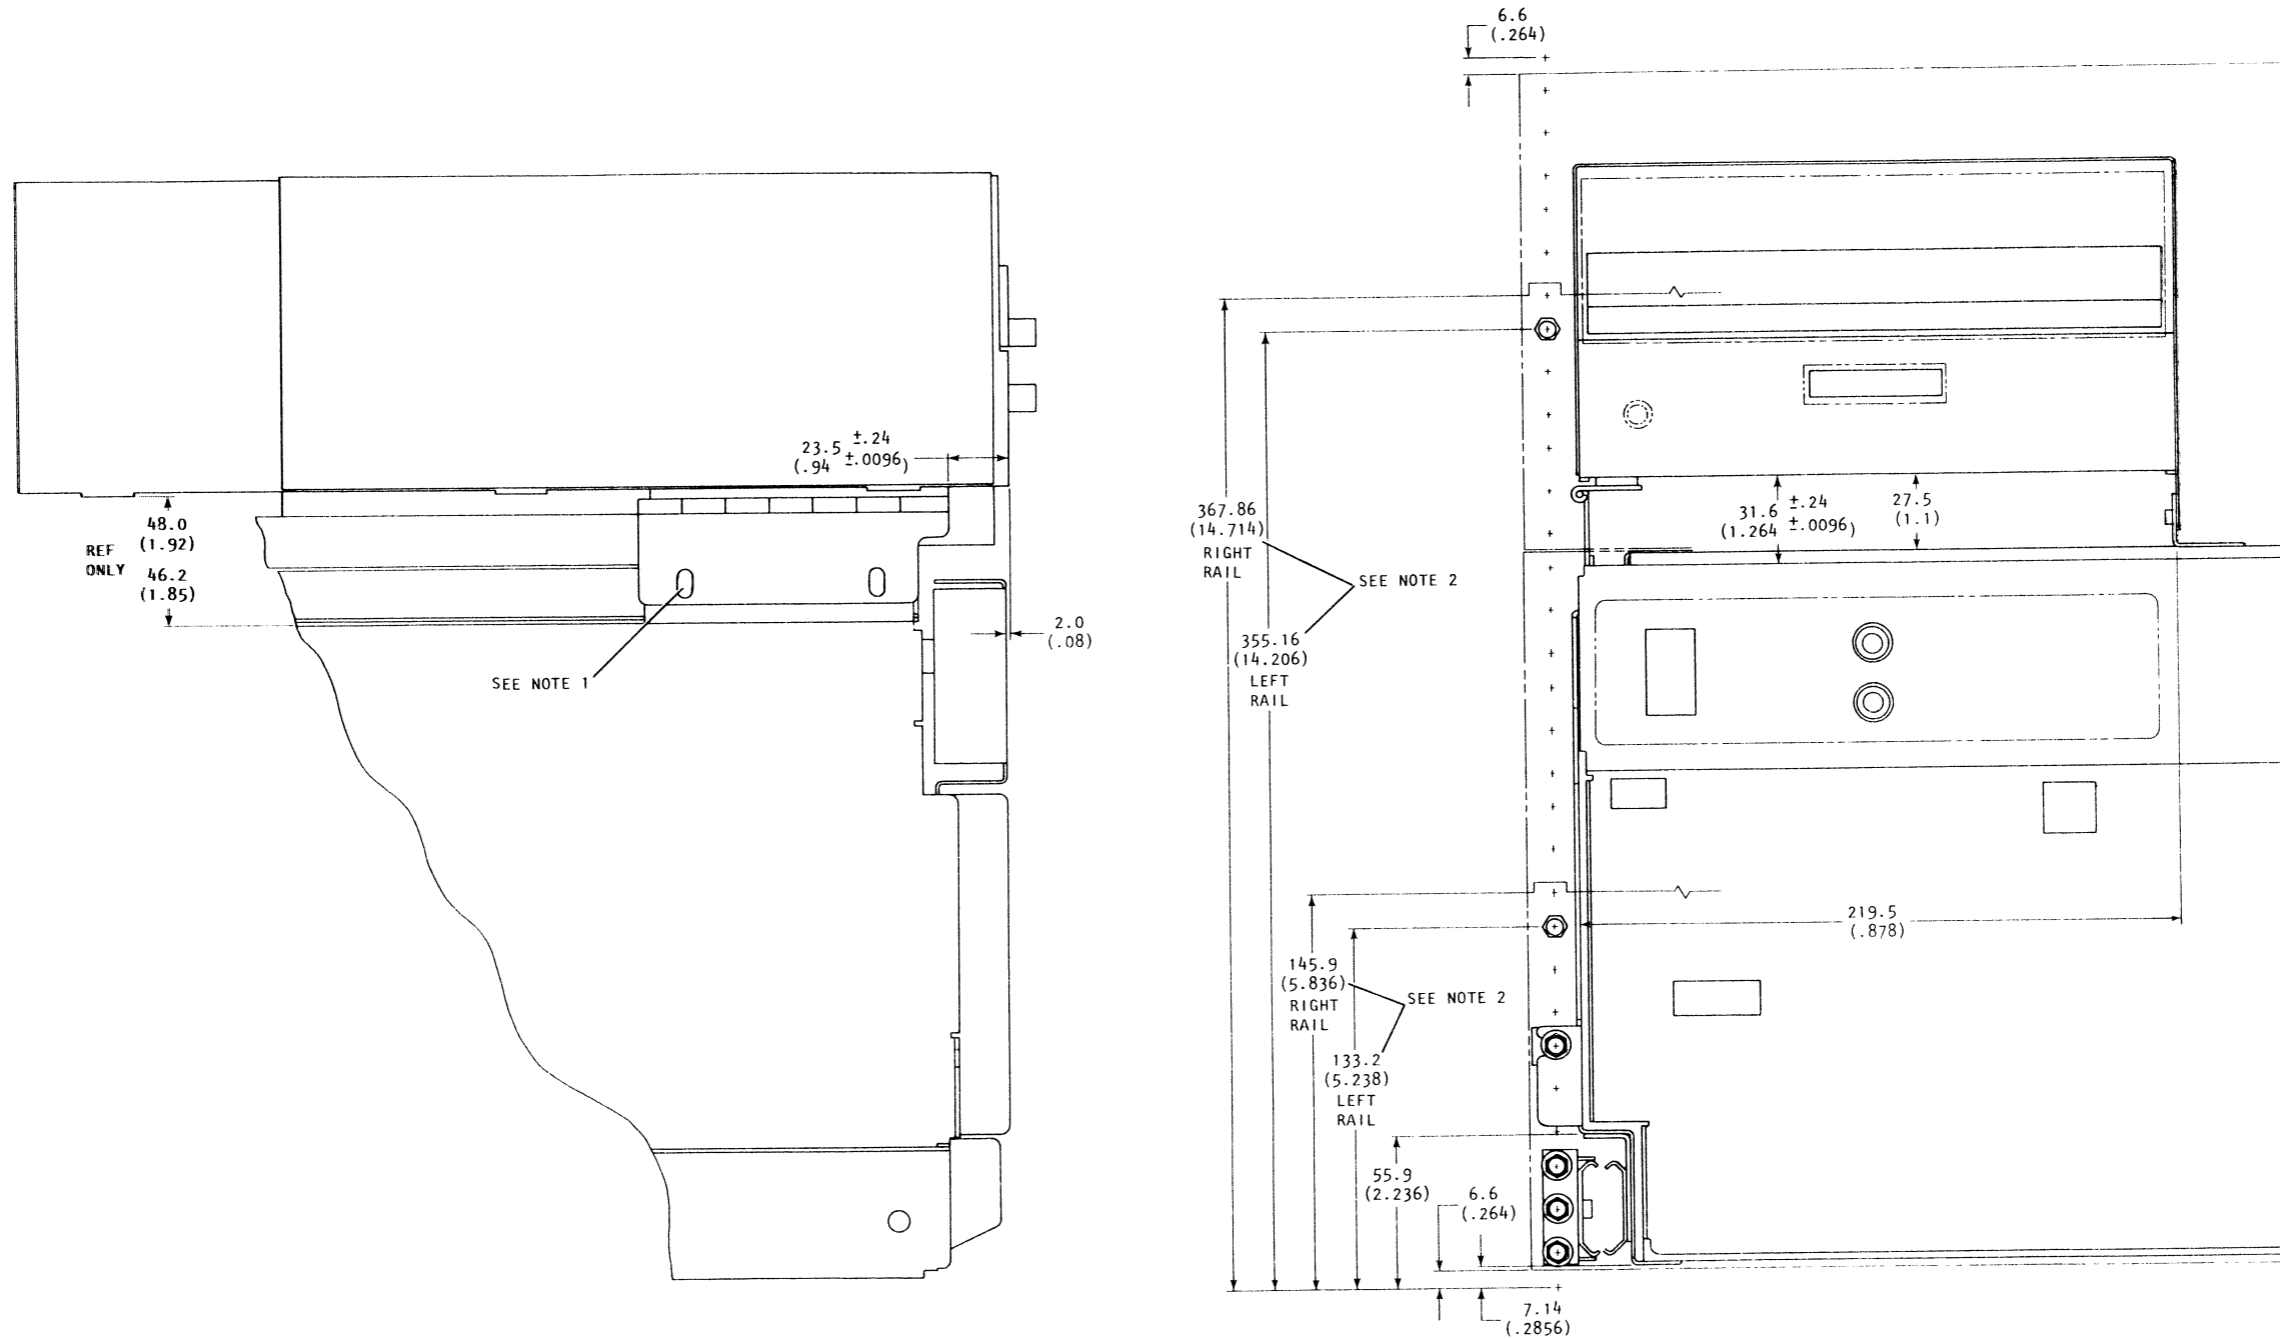 6.6
(.264)
23.5 ±.24
(.94 ±.0096)
48.0
(1.92)
REF
ONLY
46.2
(1.85)
SEE NOTE 1
2.0
(.08)
367.86
(14.714)
RIGHT
RAIL
SEE NOTE 2
355.16
(14.206)
LEFT
RAIL
31.6 ±.24
(1.264 ±.0096)
27.5
(1.1)
219.5
(.878)
145.9
(5.836)
RIGHT
RAIL
SEE NOTE 2
133.2
(5.238)
LEFT
RAIL
55.9
(2.236)
6.6
(.264)
7.14
(.2856)